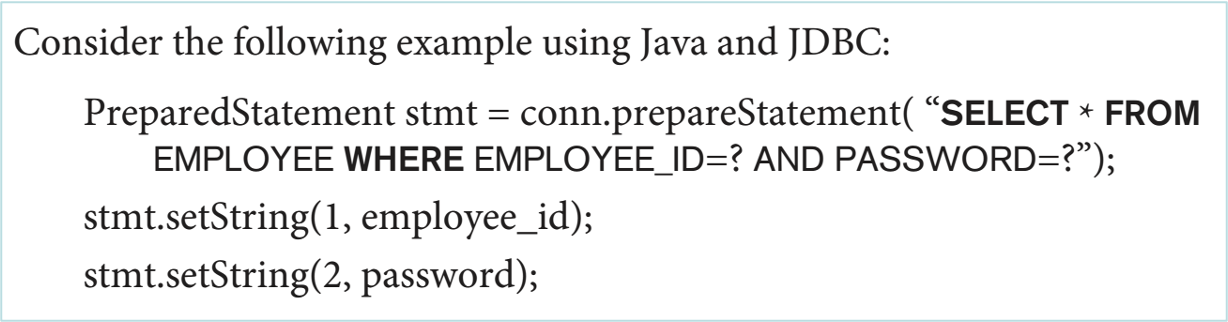 Consider the following example using Java and JDBC:
PreparedStatement stmt = conn.prepareStatement( “SELECT * FROM
EMPLOYEE WHERE EMPLOYEE_ID=? AND PASSWORD=?”);
stmt.setString(1, employee_id);
stmt.setString(2, password);